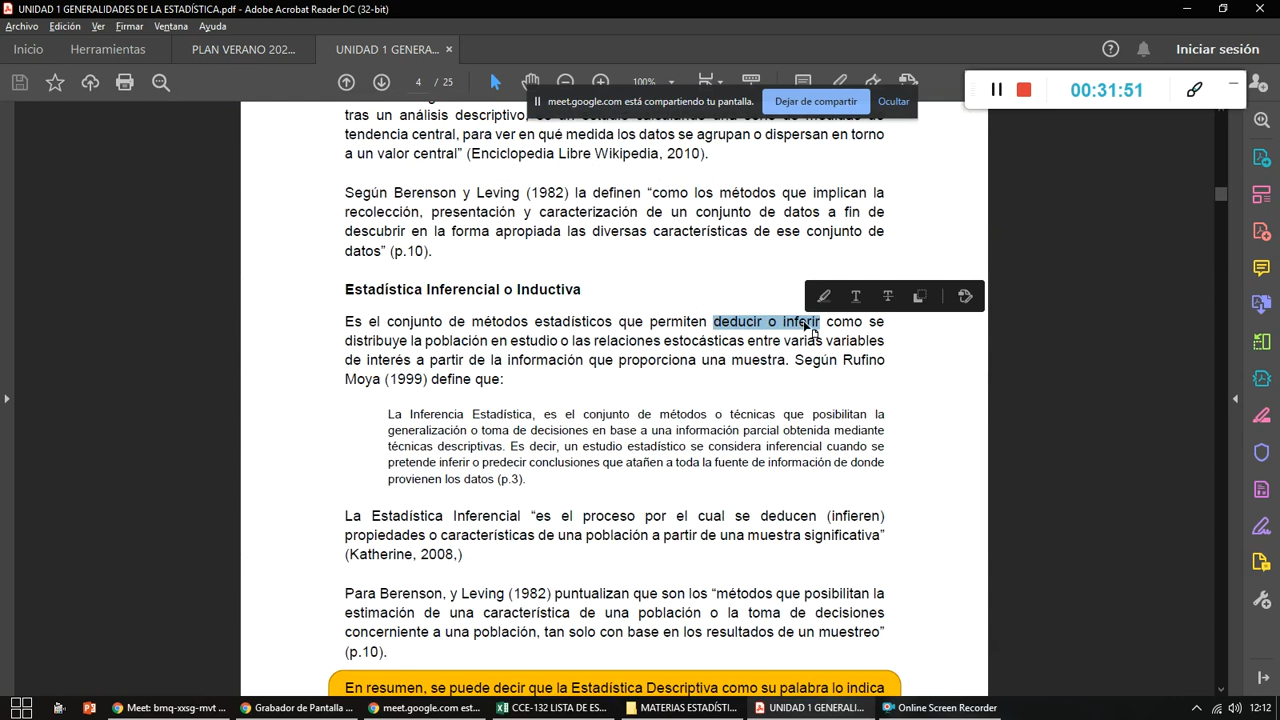 UNIDAD 1 GENERALIDADES DE LA ESTADÍSTICA.pdf - Adobe Acrobat Reader DC (32-bit)
Archivo Edición Ver Firmar Ventana Ayuda
Inicio Herramientas PLAN VERANO 202... UNIDAD 1 GENERA... × Iniciar sesión
4 / 25 100%
00:31:51
meet.google.com está compartiendo tu pantalla. Dejar de compartir Ocultar
tras un análisis descriptivo,
tendencia central, para ver en qué medida los datos se agrupan o dispersan en torno
a un valor central” (Enciclopedia Libre Wikipedia, 2010).
Según Berenson y Leving (1982) la definen “como los métodos que implican la
recolección, presentación y caracterización de un conjunto de datos a fin de
descubrir en la forma apropiada las diversas características de ese conjunto de
datos” (p.10).
Estadística Inferencial o Inductiva
Es el conjunto de métodos estadísticos que permiten deducir o inferir como se
distribuye la población en estudio o las relaciones estocásticas entre varias variables
de interés a partir de la información que proporciona una muestra. Según Rufino
Moya (1999) define que:
La Inferencia Estadística, es el conjunto de métodos o técnicas que posibilitan la
generalización o toma de decisiones en base a una información parcial obtenida mediante
técnicas descriptivas. Es decir, un estudio estadístico se considera inferencial cuando se
pretende inferir o predecir conclusiones que atañen a toda la fuente de información de donde
provienen los datos (p.3).
La Estadística Inferencial “es el proceso por el cual se deducen (infieren)
propiedades o características de una población a partir de una muestra significativa”
(Katherine, 2008,)
Para Berenson, y Leving (1982) puntualizan que son los “métodos que posibilitan la
estimación de una característica de una población o la toma de decisiones
concerniente a una población, tan solo con base en los resultados de un muestreo”
(p.10).
En resumen, se puede decir que la Estadística Descriptiva como su palabra lo indica
Meet: bmq-xxsg-mvt ... Grabador de Pantalla ... meet.google.com est... CCE-132 LISTA DE ES... MATERIAS ESTADÍSTI... UNIDAD 1 GENERALI... Online Screen Recorder 12:12